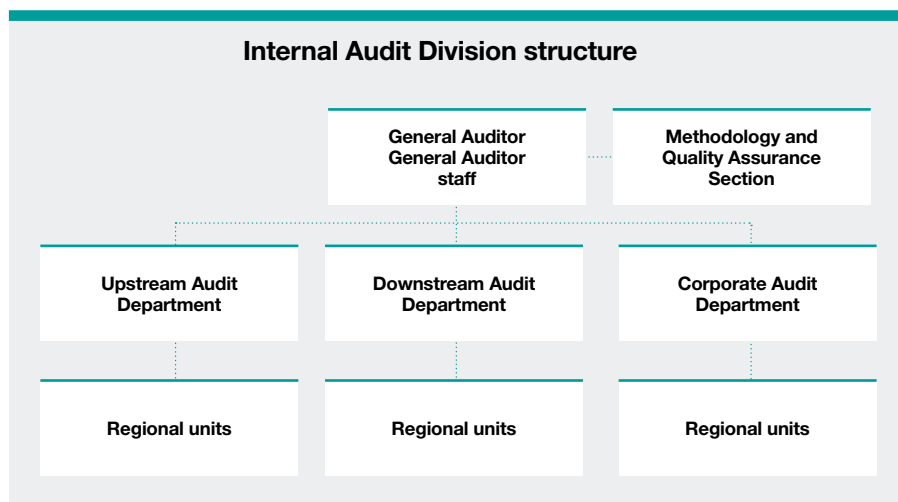 Internal Audit Division structure
General Auditor
General Auditor
staff
Methodology and
Quality Assurance
Section
Upstream Audit
Department
Downstream Audit
Department
Corporate Audit
Department
Regional units
Regional units
Regional units